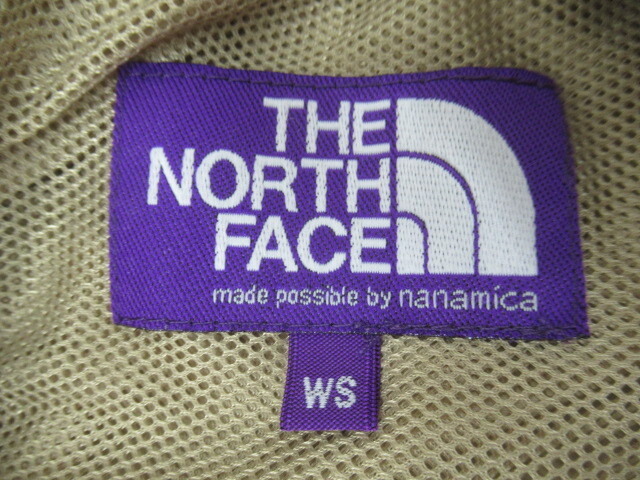 THE
NORTH
FACE
made possible by nanamica
WS